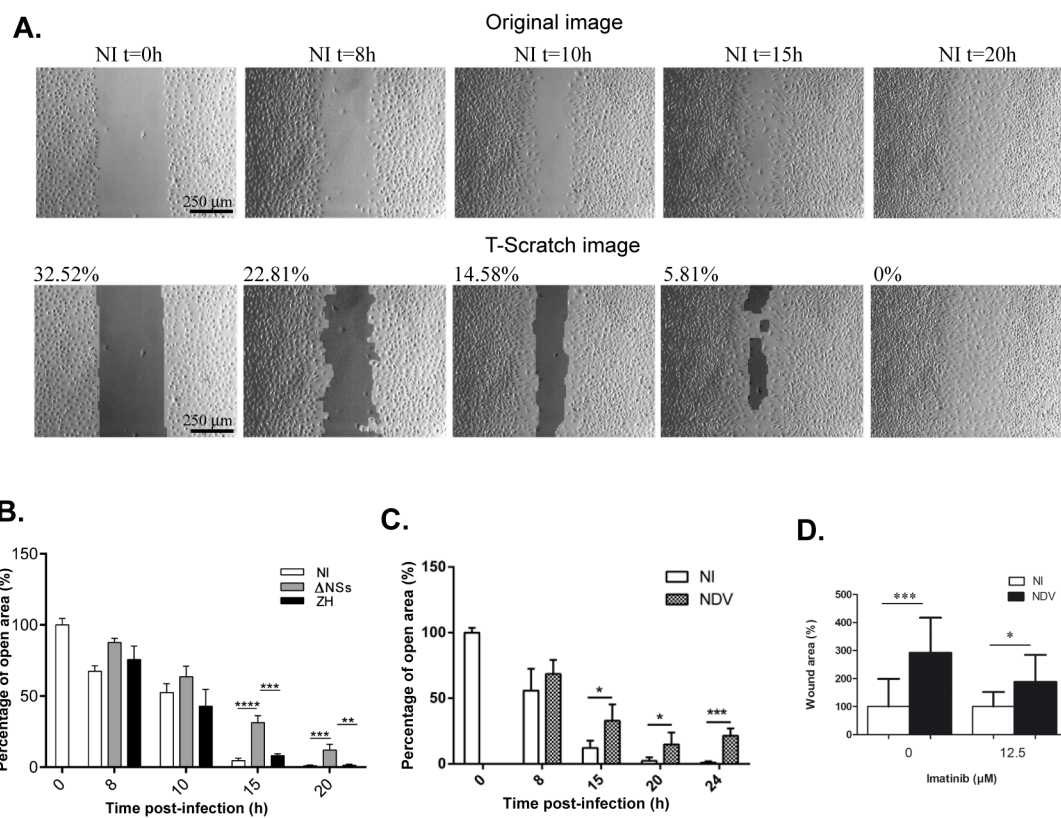 A.
Original image
NI t=0h NI t=8h NI t=10h NI t=15h NI t=20h
250 µm
T-Scratch image
32.52% 22.81% 14.58% 5.81% 0%
250 µm
B.
Percentage of open area (%)
150
100
50
0
NI
ΔNSs
ZH
**** *** *** **
0 8 10 15 20
Time post-infection (h)
C.
Percentage of open area (%)
150
100
50
0
NI
NDV
* * ***
0 8 15 20 24
Time post-infection (h)
D.
Wound area (%)
500
400
300
200
100
0
NI
NDV
*** *
0 12.5
Imatinib (µM)